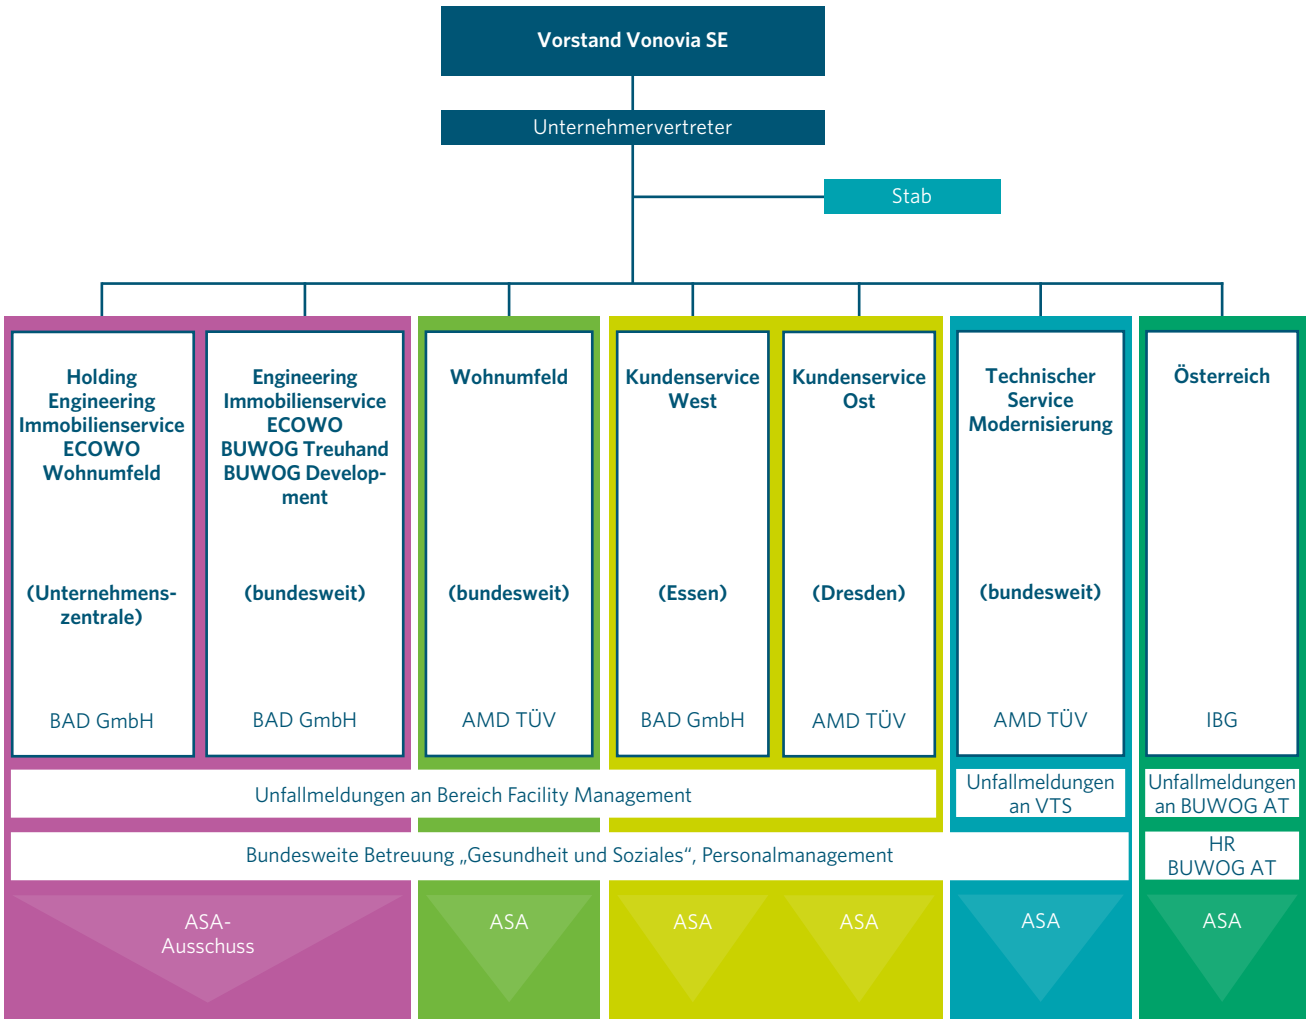 Vorstand Vonovia SE
Unternehmervertreter
Stab
Holding
Engineering
Immobilienservice
ECOWO
Wohnumfeld
(Unternehmens-
zentrale)
BAD GmbH
Engineering
Immobilienservice
ECOWO
BUWOG Treuhand
BUWOG Develop-
ment
(bundesweit)
BAD GmbH
Wohnumfeld
(bundesweit)
AMD TÜV
Kundenservice
West
(Essen)
BAD GmbH
Kundenservice
Ost
(Dresden)
AMD TÜV
Technischer
Service
Modernisierung
(bundesweit)
AMD TÜV
Österreich
IBG
Unfallmeldungen an Bereich Facility Management
Unfallmeldungen
an VTS
Unfallmeldungen
an BUWOG AT
Bundesweite Betreuung „Gesundheit und Soziales“, Personalmanagement
HR
BUWOG AT
ASA-
Ausschuss
ASA
ASA
ASA
ASA
ASA